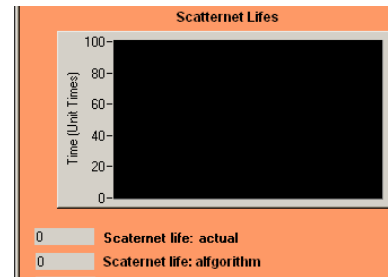 Scatternet Lifes
100
80
60
40
20
0
Time (Unit Times)
0 Scaternet life: actual
0 Scaternet life: alfgorithm